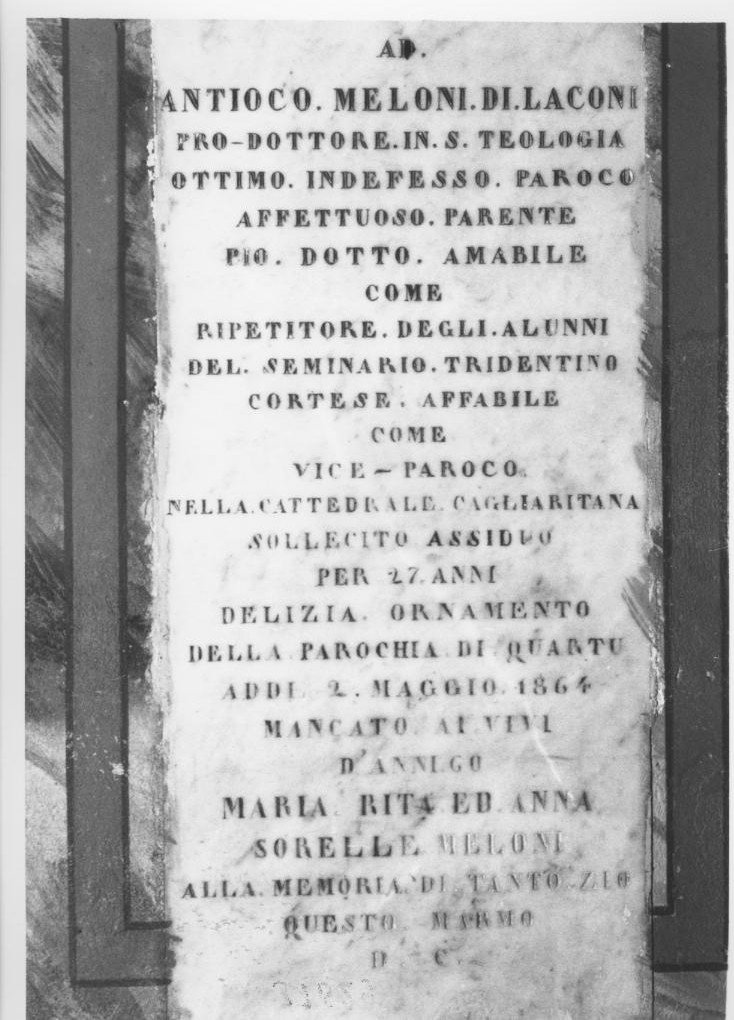 AD.
ANTIOCO. MELONI. DI. LACONI
PRO-DOTTORE. IN. S. TEOLOGIA
OTTIMO. INDEFESSO. PAROCO
AFFETTUOSO. PARENTE
PIO. DOTTO. AMABILE
COME
RIPETITORE. DEGLI. ALUNNI
DEL. SEMINARIO. TRIDENTINO
CORTESE. AFFABILE
COME
VICE-PAROCO.
NELLA. CATTEDRALE. CAGLIARITANA
SOLLECITO ASSIDUO
PER 27. ANNI
DELIZIA. ORNAMENTO
DELLA. PAROCHIA. DI. QUARTU
ADDI. 2. MAGGIO. 1864
MANCATO. AI VIVI
D'ANNI. 60
MARIA. RITA ED. ANNA
SORELLE MELONI
ALLA. MEMORIA. DI. TANTO. ZIO
QUESTO. MARMO
D. C.